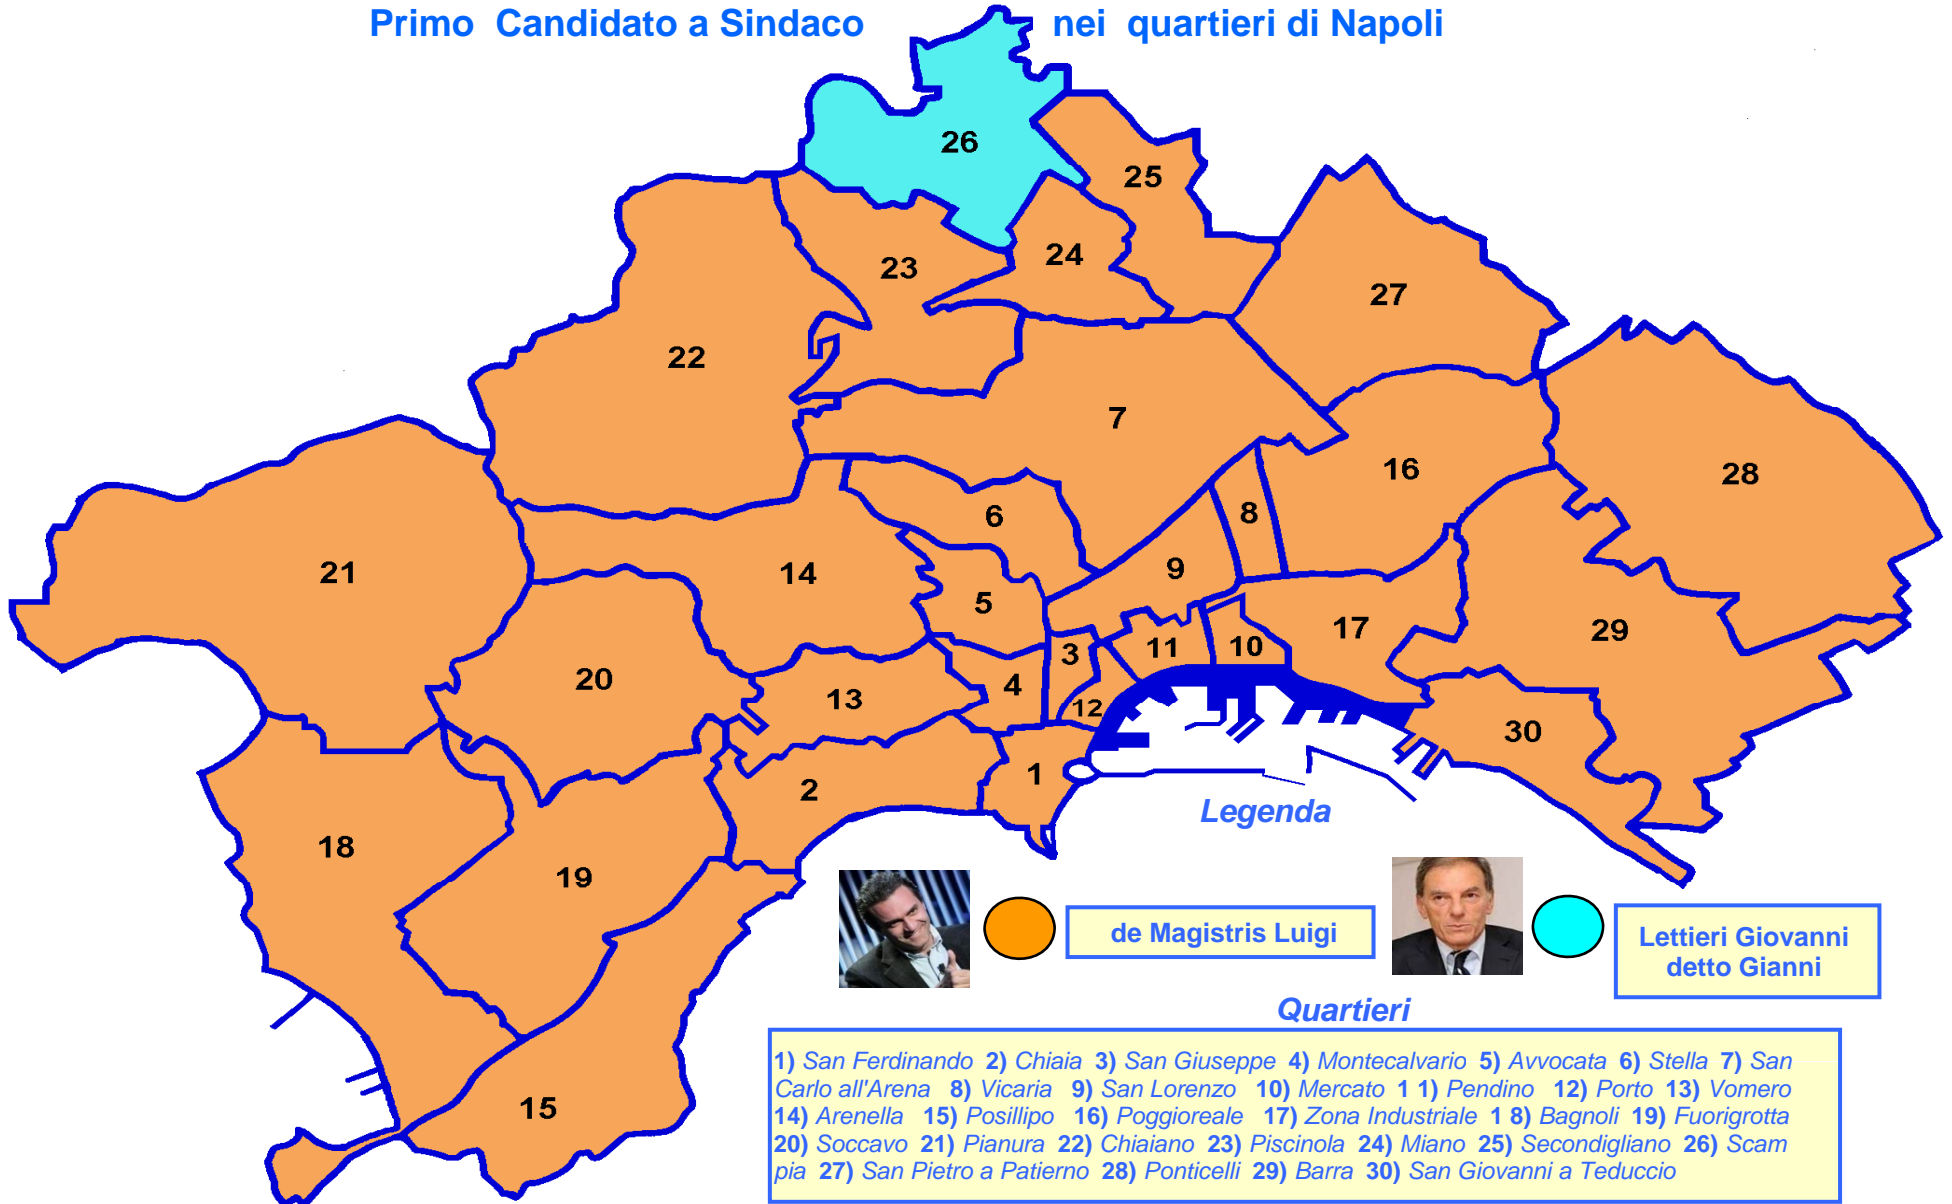 Primo Candidato a Sindaco nei quartieri di Napoli
26
25
24
23
27
22
7
16
28
6
8
21
14
9
5
17
29
3
11
10
20
4
13
12
30
1
2
18
19
15
Legenda
de Magistris Luigi
Lettieri Giovanni
detto Gianni
Quartieri
1) San Ferdinando 2) Chiaia 3) San Giuseppe 4) Montecalvario 5) Avvocata 6) Stella 7) San
Carlo all'Arena 8) Vicaria 9) San Lorenzo 10) Mercato 1 1) Pendino 12) Porto 13) Vomero
14) Arenella 15) Posillipo 16) Poggioreale 17) Zona Industriale 1 8) Bagnoli 19) Fuorigrotta
20) Soccavo 21) Pianura 22) Chiaiano 23) Piscinola 24) Miano 25) Secondigliano 26) Scam
pia 27) San Pietro a Patierno 28) Ponticelli 29) Barra 30) San Giovanni a Teduccio